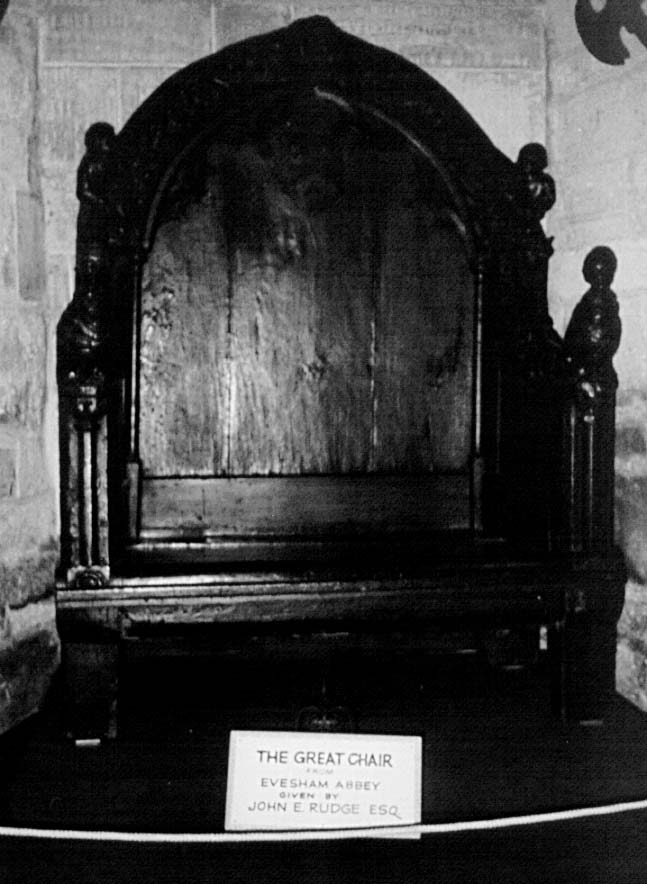 THE GREAT CHAIR
FROM
EVESHAM ABBEY
GIVEN BY
JOHN E. RUDGE ESQ